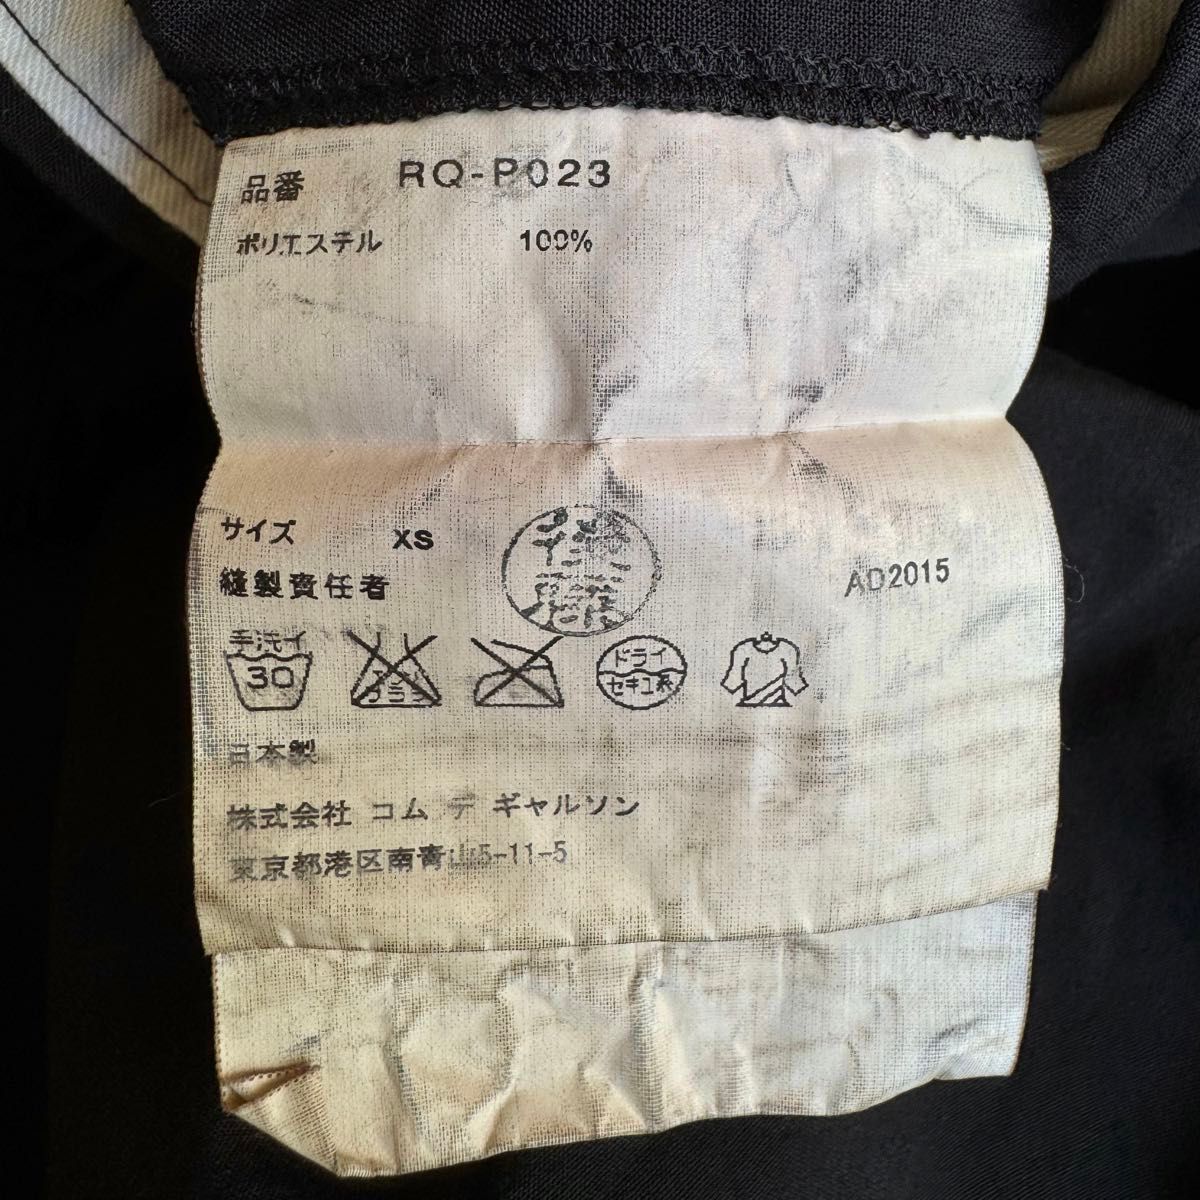 品番 RQ-P023
ポリエステル 100%
サイズ XS
縫製責任者
AD2015
手洗イ
30
ドライ
セキユ系
日本製
株式会社 コム デ ギャルソン
東京都港区南青山5-11-5